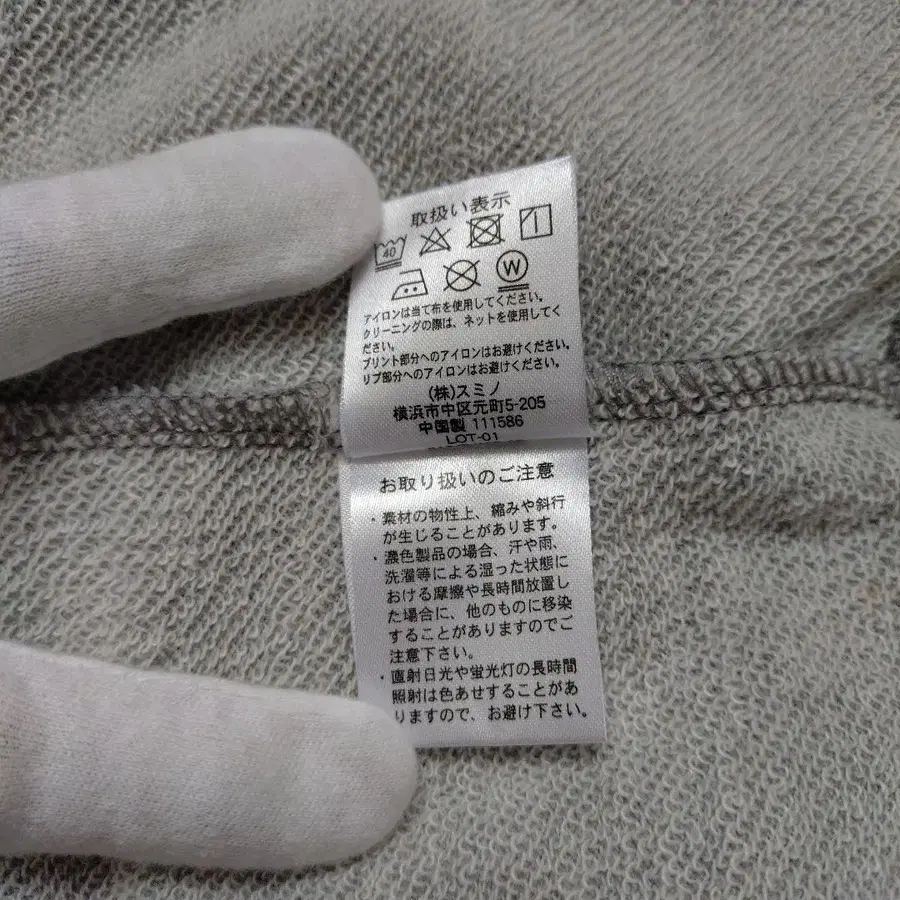 取扱い表示
40
W
アイロンは当て布を使用してください。
クリーニングの際は、ネットを使用してく
ださい。
プリント部分へのアイロンはお避けください。
リブ部分へのアイロンはお避けください。
(株)スミノ
横浜市中区元町5-205
中国製 111586
LOT-01
お取り扱いのご注意
・素材の物性上、縮みや斜行
が生じることがあります。
・濃色製品の場合、汗や雨、
洗濯等による湿った状態に
おける摩擦や長時間放置し
た場合に、他のものに移染
することがありますのでご
注意下さい。
・直射日光や蛍光灯の長時間
照射は色あせすることがあ
りますので、お避け下さい。